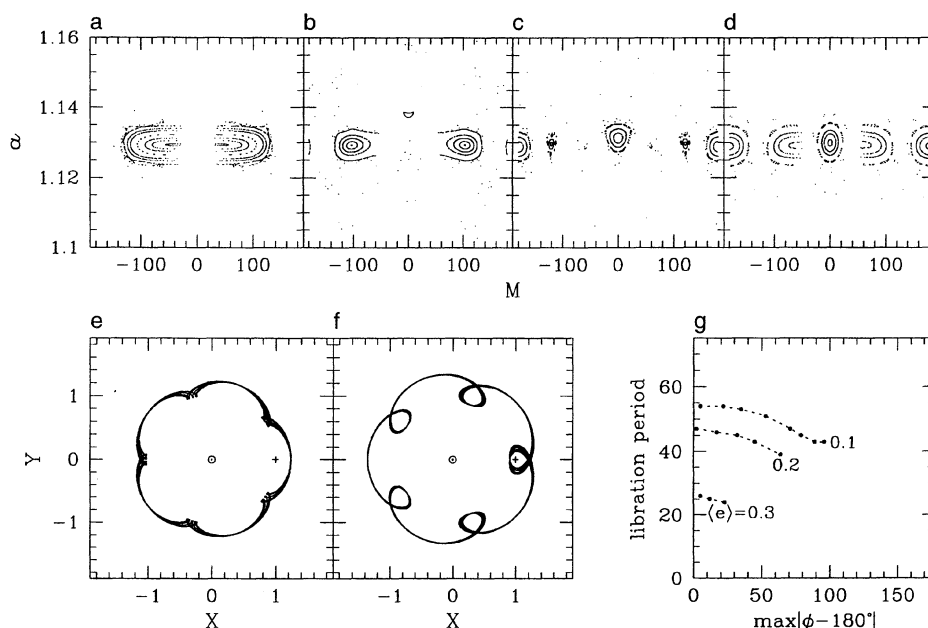 a
b
c
d
1.16
1.14
1.12
1.1
α
−100 0 100
−100 0 100
−100 0 100
−100 0 100
M
e
f
g
1
0
−1
Y
−1 0 1
X
−1 0 1
X
60
40
20
0
libration period
0.1
0.2
⟨e⟩=0.3
0 50 100 150
max|ϕ−180°|